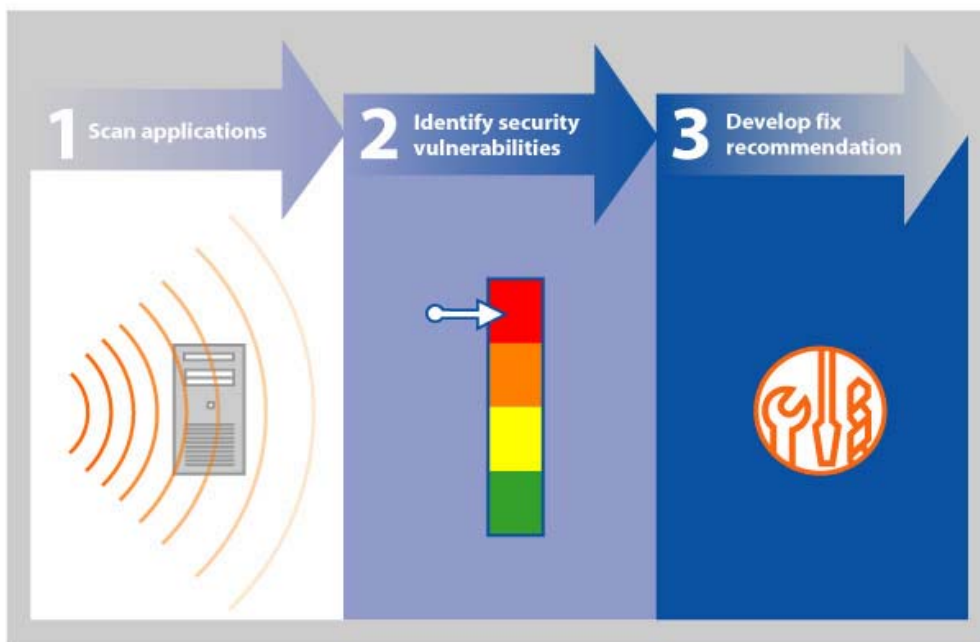 1 Scan applications
2 Identify security
vulnerabilities
3 Develop fix
recommendation